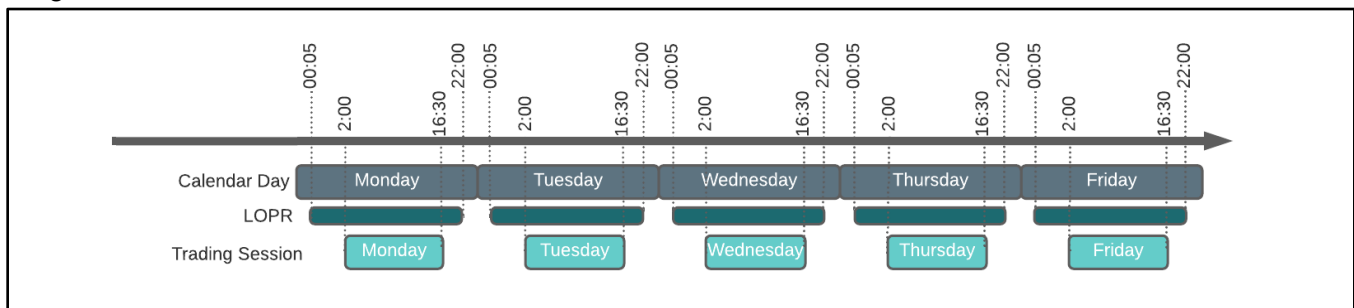 00:05 22:00 00:05 22:00 00:05 22:00 00:05 22:00 00:05 22:00
2:00 16:30 2:00 16:30 2:00 16:30 2:00 16:30 2:00 16:30
Calendar Day Monday Tuesday Wednesday Thursday Friday
LOPR
Trading Session Monday Tuesday Wednesday Thursday Friday